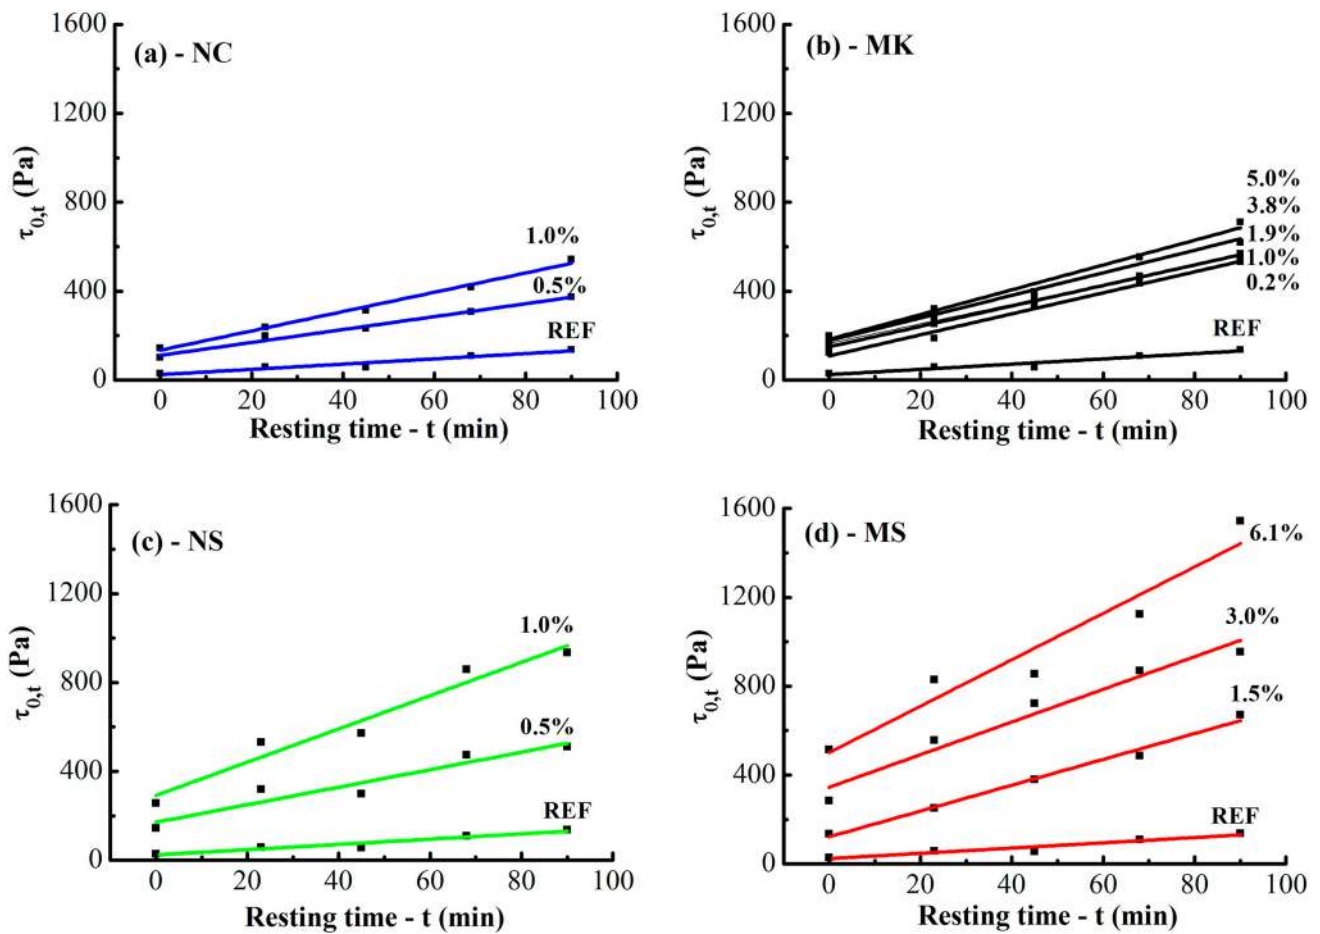 (a) - NC
1600
1200
800
400
0
τ0,t (Pa)
1.0%
0.5%
REF
0 20 40 60 80 100
Resting time - t (min)
(b) - MK
1600
1200
800
400
0
τ0,t (Pa)
5.0%
3.8%
1.9%
1.0%
0.2%
REF
0 20 40 60 80 100
Resting time - t (min)
(c) - NS
1600
1200
800
400
0
τ0,t (Pa)
1.0%
0.5%
REF
0 20 40 60 80 100
Resting time - t (min)
(d) - MS
1600
1200
800
400
0
τ0,t (Pa)
6.1%
3.0%
1.5%
REF
0 20 40 60 80 100
Resting time - t (min)